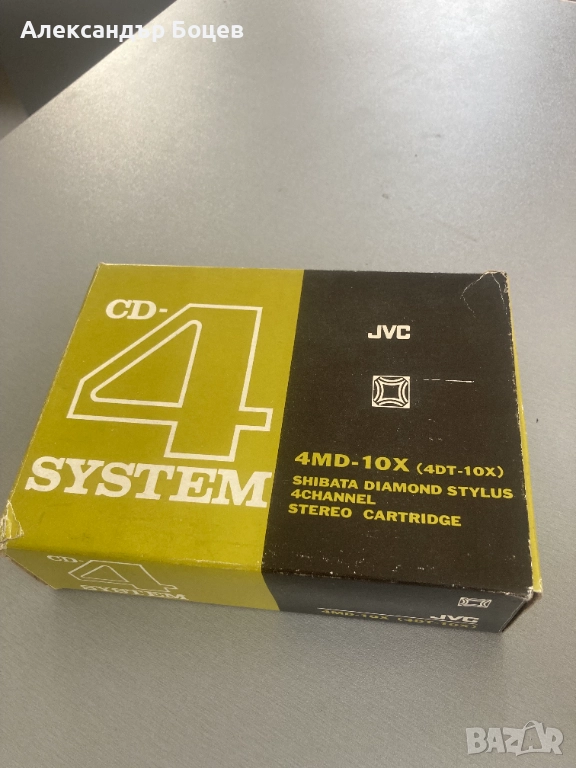 Александър Боцев
CD-4
SYSTEM
JVC
4MD-10X (4DT-10X)
SHIBATA DIAMOND STYLUS
4CHANNEL
STEREO CARTRIDGE
CD-4
SYSTEM
JVC
4MD-10X (4DT-10X)
BAZAR